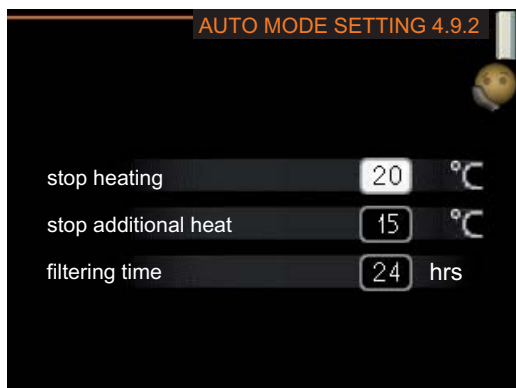 AUTO MODE SETTING 4.9.2
stop heating 20 °C
stop additional heat 15 °C
filtering time 24 hrs